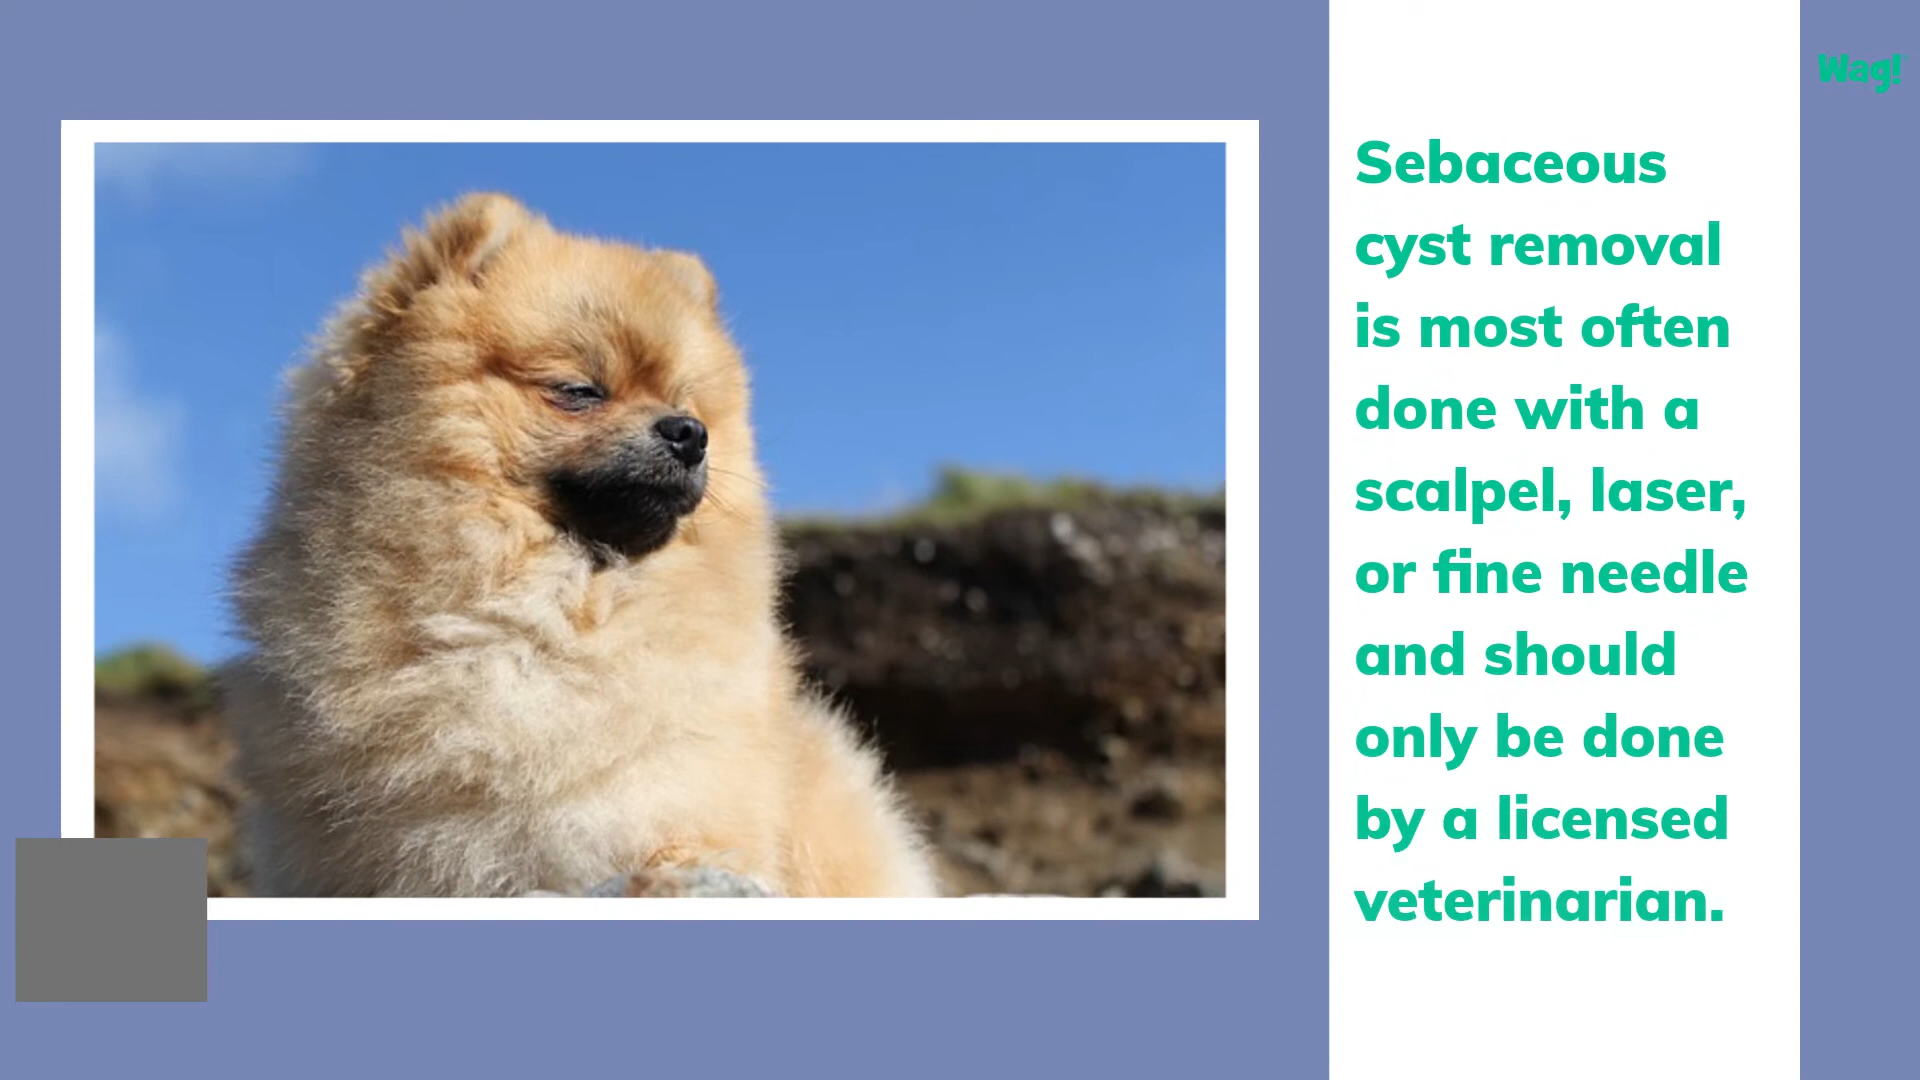 Wag!
Sebaceous
cyst removal
is most often
done with a
scalpel, laser,
or fine needle
and should
only be done
by a licensed
veterinarian.